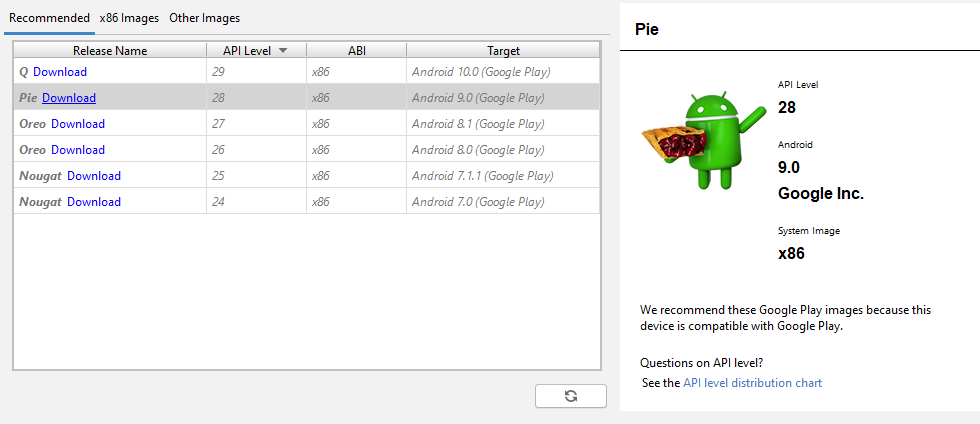 Recommended x86 Images Other Images
Release Name API Level ABI Target
Q Download 29 x86 Android 10.0 (Google Play)
Pie Download 28 x86 Android 9.0 (Google Play)
Oreo Download 27 x86 Android 8.1 (Google Play)
Oreo Download 26 x86 Android 8.0 (Google Play)
Nougat Download 25 x86 Android 7.1.1 (Google Play)
Nougat Download 24 x86 Android 7.0 (Google Play)
Pie
API Level
28
Android
9.0
Google Inc.
System Image
x86
We recommend these Google Play images because this
device is compatible with Google Play.
Questions on API level?
See the API level distribution chart